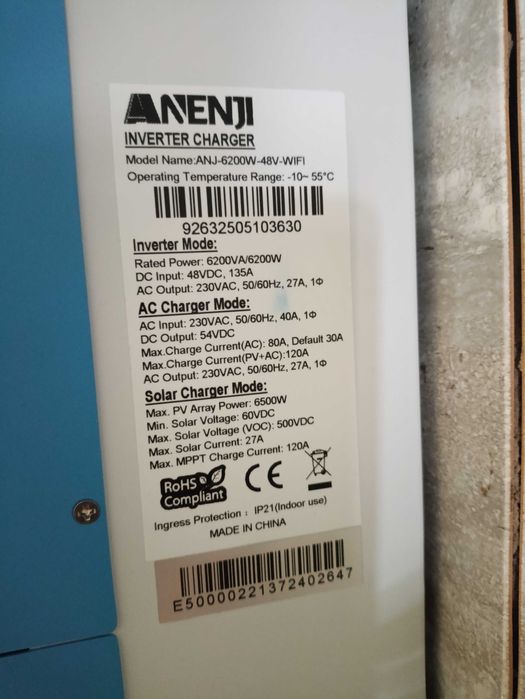 ANENJI
INVERTER CHARGER
Model Name:ANJ-6200W-48V-WIFI
Operating Temperature Range: -10~ 55°C
92632505103630
Inverter Mode:
Rated Power: 6200VA/6200W
DC Input: 48VDC, 135A
AC Output: 230VAC, 50/60Hz, 27A, 1Φ
AC Charger Mode:
AC Input: 230VAC, 50/60Hz, 40A, 1Φ
DC Output: 54VDC
Max.Charge Current(AC): 80A, Default 30A
Max.Charge Current(PV+AC):120A
AC Output: 230VAC, 50/60Hz, 27A, 1Φ
Solar Charger Mode:
Max. PV Array Power: 6500W
Min. Solar Voltage: 60VDC
Max. Solar Voltage (VOC): 500VDC
Max. Solar Current: 27A
Max. MPPT Charge Current: 120A
RoHS
Compliant
CE
Ingress Protection : IP21(Indoor use)
MADE IN CHINA
E50000221372402647